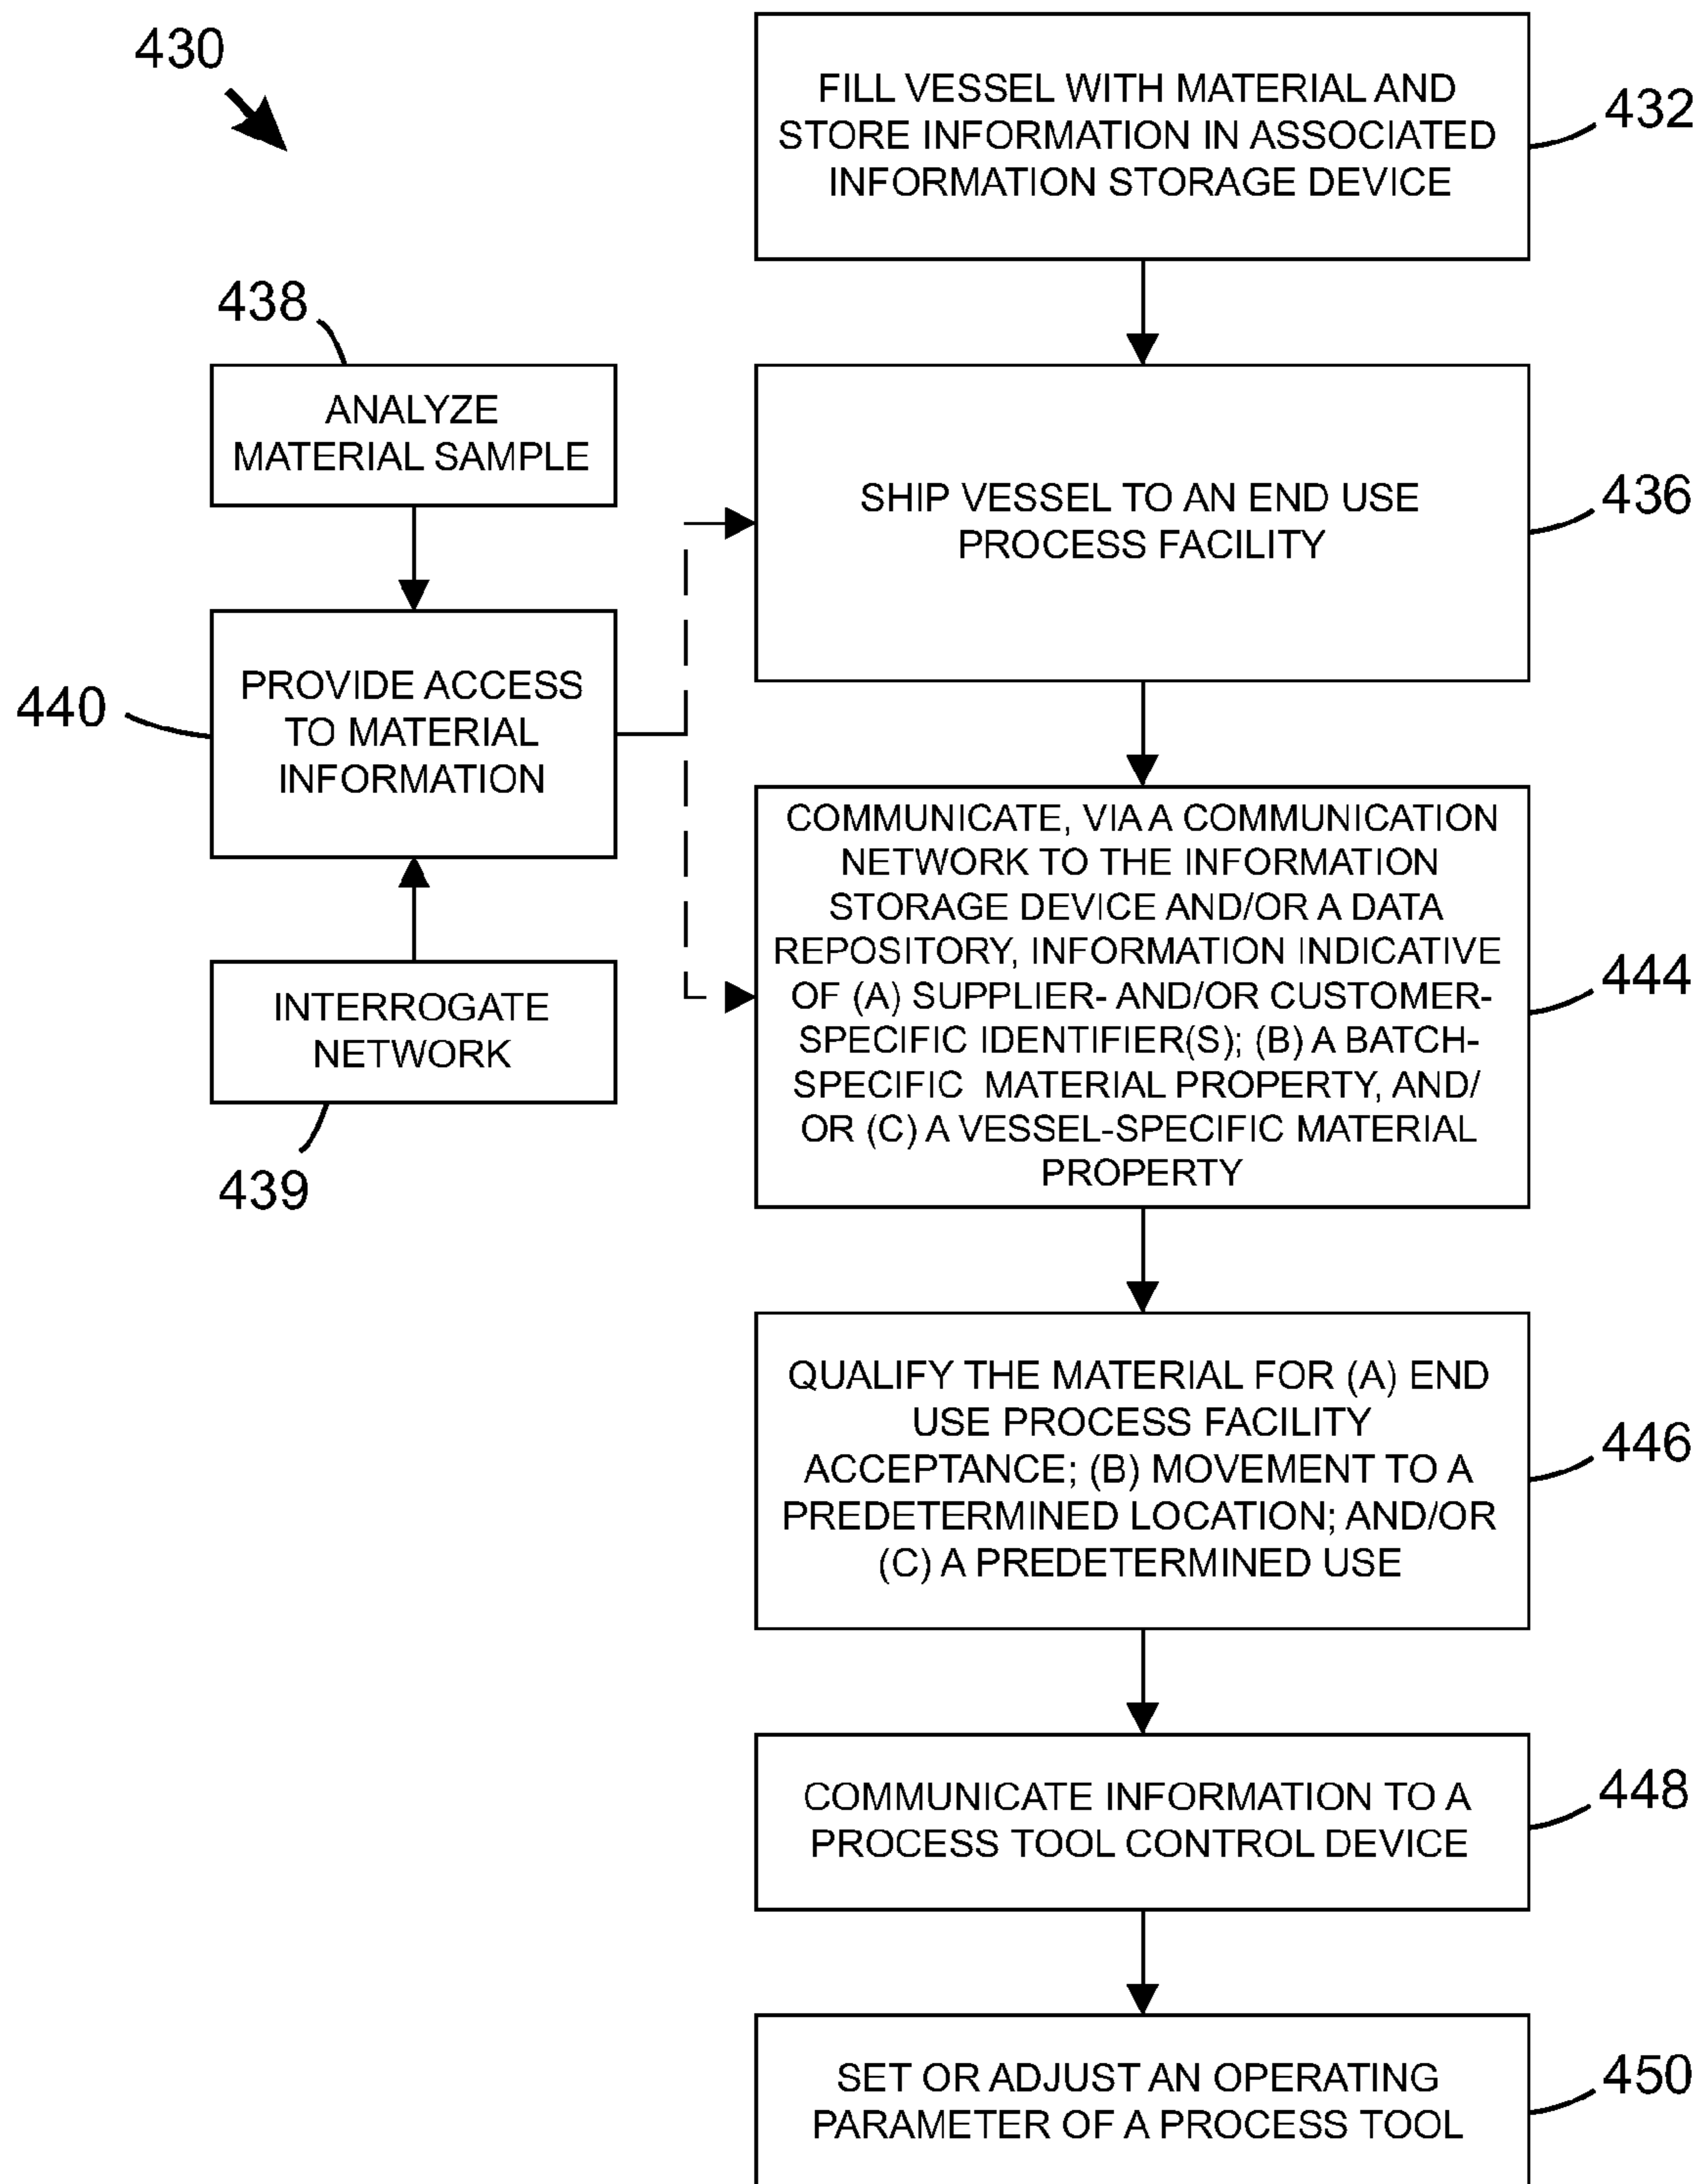 430
FILL VESSEL WITH MATERIAL AND
STORE INFORMATION IN ASSOCIATED
INFORMATION STORAGE DEVICE
432
438
ANALYZE
MATERIAL SAMPLE
SHIP VESSEL TO AN END USE
PROCESS FACILITY
436
440
PROVIDE ACCESS
TO MATERIAL
INFORMATION
INTERROGATE
NETWORK
439
COMMUNICATE, VIA A COMMUNICATION
NETWORK TO THE INFORMATION
STORAGE DEVICE AND/OR A DATA
REPOSITORY, INFORMATION INDICATIVE
OF (A) SUPPLIER- AND/OR CUSTOMER-
SPECIFIC IDENTIFIER(S); (B) A BATCH-
SPECIFIC MATERIAL PROPERTY, AND/
OR (C) A VESSEL-SPECIFIC MATERIAL
PROPERTY
444
QUALIFY THE MATERIAL FOR (A) END
USE PROCESS FACILITY
ACCEPTANCE; (B) MOVEMENT TO A
PREDETERMINED LOCATION; AND/OR
(C) A PREDETERMINED USE
446
COMMUNICATE INFORMATION TO A
PROCESS TOOL CONTROL DEVICE
448
SET OR ADJUST AN OPERATING
PARAMETER OF A PROCESS TOOL
450